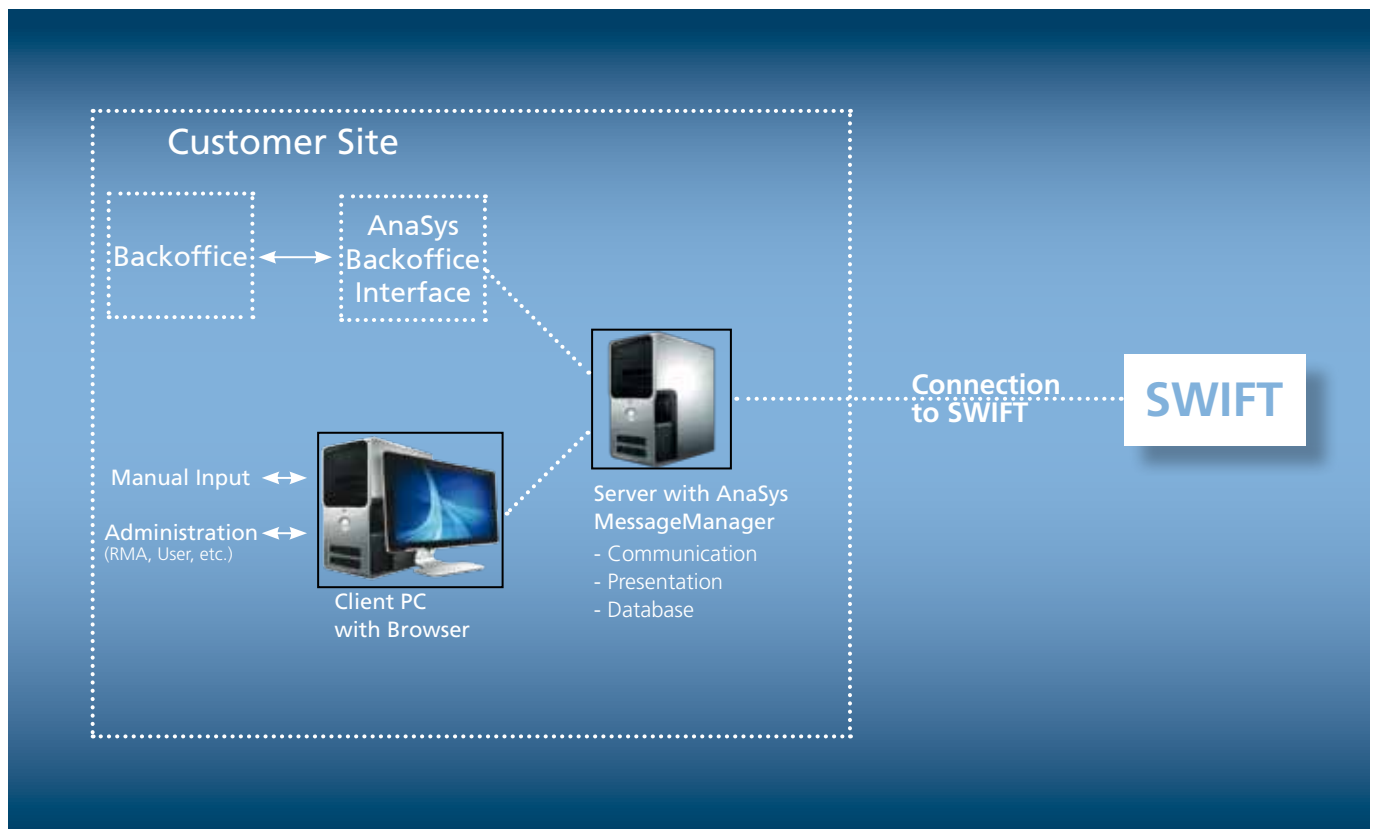 Customer Site
Backoffice
AnaSys
Backoffice
Interface
Connection
to SWIFT
SWIFT
Manual Input
Administration
(RMA, User, etc.)
Client PC
with Browser
Server with AnaSys
MessageManager
- Communication
- Presentation
- Database